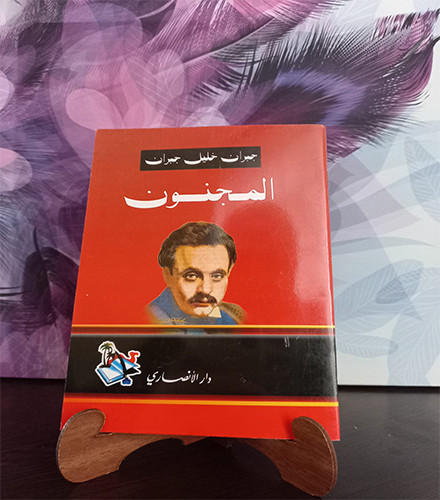 جبران خليل جبران
المجنون
دار الأنصاري